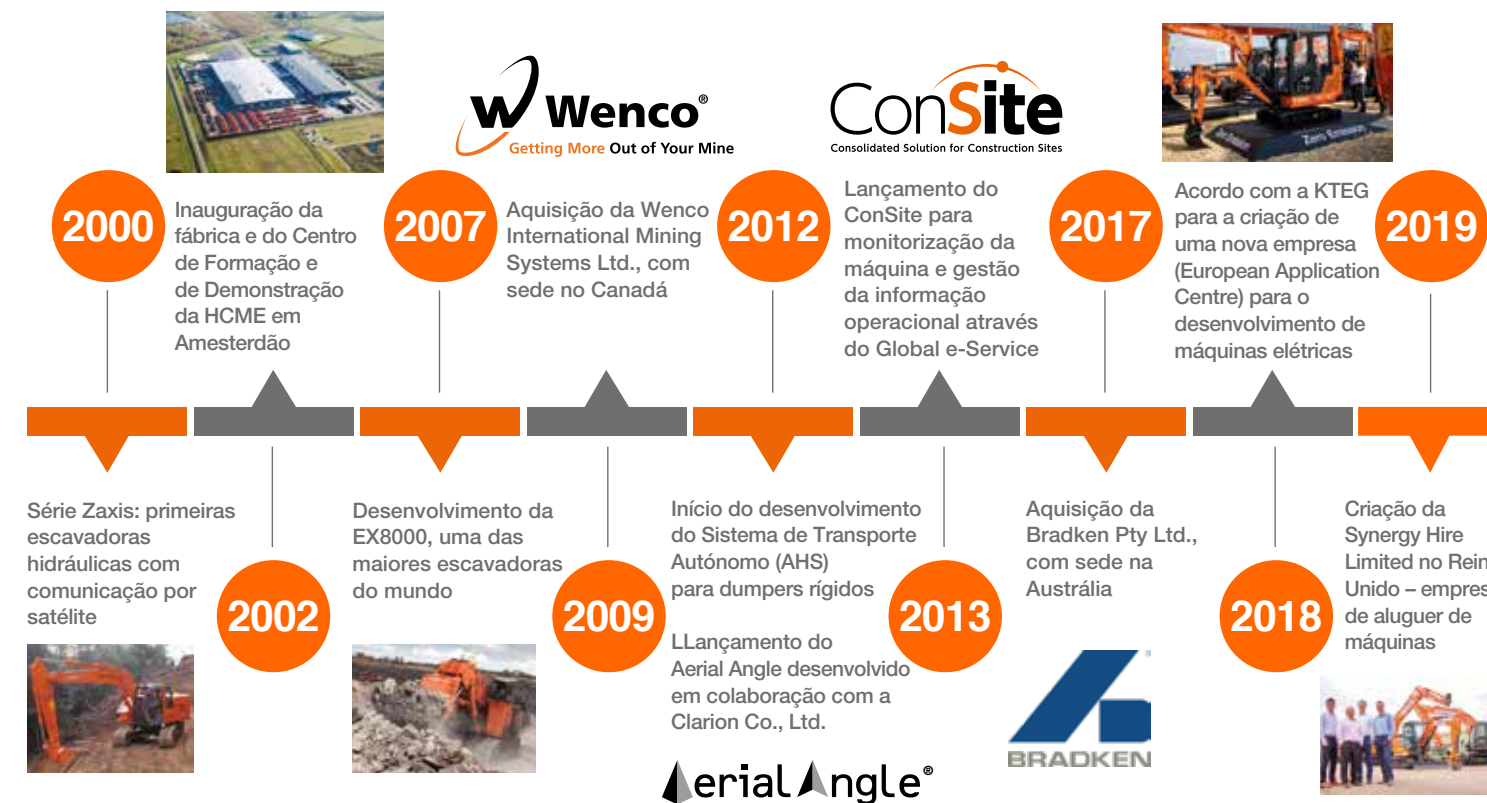 Wenco®
Getting More Out of Your Mine
ConSite
Consolidated Solution for Construction Sites
Zero Emission
2000
Inauguração da
fábrica e do Centro
de Formação e
de Demonstração
da HCME em
Amesterdão
2007
Aquisição da Wenco
International Mining
Systems Ltd., com
sede no Canadá
2012
Lançamento do
ConSite para
monitorização da
máquina e gestão
da informação
operacional através
do Global e-Service
2017
Acordo com a KTEG
para a criação de
uma nova empresa
(European Application
Centre) para o
desenvolvimento de
máquinas elétricas
2019
Série Zaxis: primeiras
escavadoras
hidráulicas com
comunicação por
satélite
2002
Desenvolvimento da
EX8000, uma das
maiores escavadoras
do mundo
2009
Início do desenvolvimento
do Sistema de Transporte
Autónomo (AHS)
para dumpers rígidos
LLançamento do
Aerial Angle desenvolvido
em colaboração com a
Clarion Co., Ltd.
Aerial Angle®
2013
Aquisição da
Bradken Pty Ltd.,
com sede na
Austrália
BRADKEN
2018
Criação da
Synergy Hire
Limited no Rein
Unido – empres
de aluguer de
máquinas